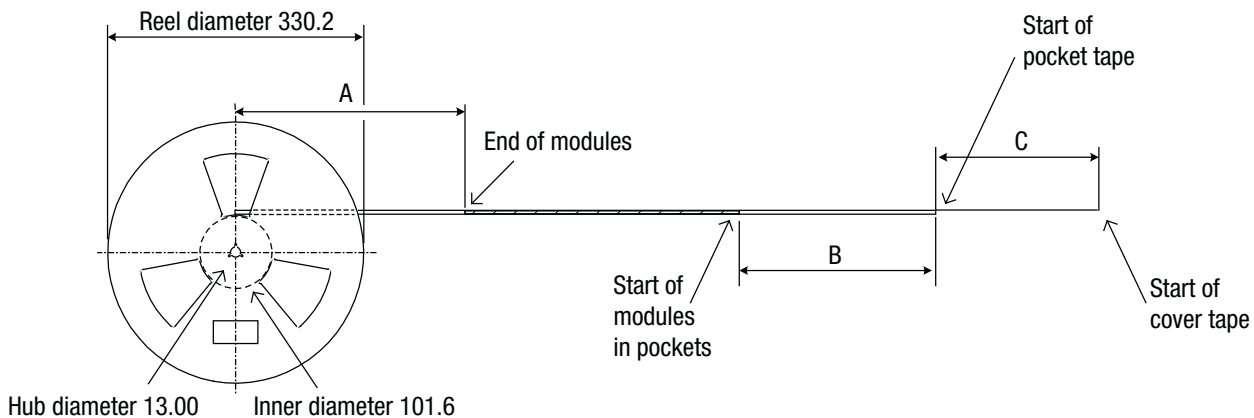 Reel diameter 330.2
Start of
pocket tape
A
End of modules
C
B
Start of
modules
in pockets
Start of
cover tape
Hub diameter 13.00
Inner diameter 101.6